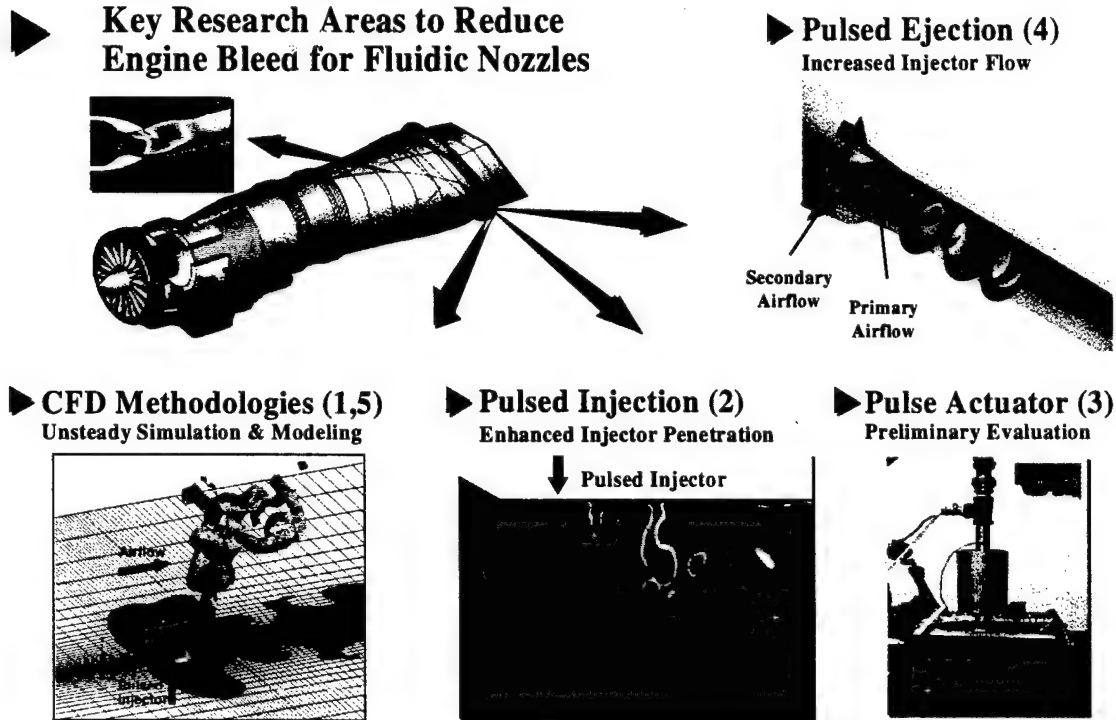 Key Research Areas to Reduce
Engine Bleed for Fluidic Nozzles
Pulsed Ejection (4)
Increased Injector Flow
Secondary
Airflow
Primary
Airflow
CFD Methodologies (1,5)
Unsteady Simulation & Modeling
Airflow
Injector
Pulsed Injection (2)
Enhanced Injector Penetration
Pulsed Injector
Pulse Actuator (3)
Preliminary Evaluation